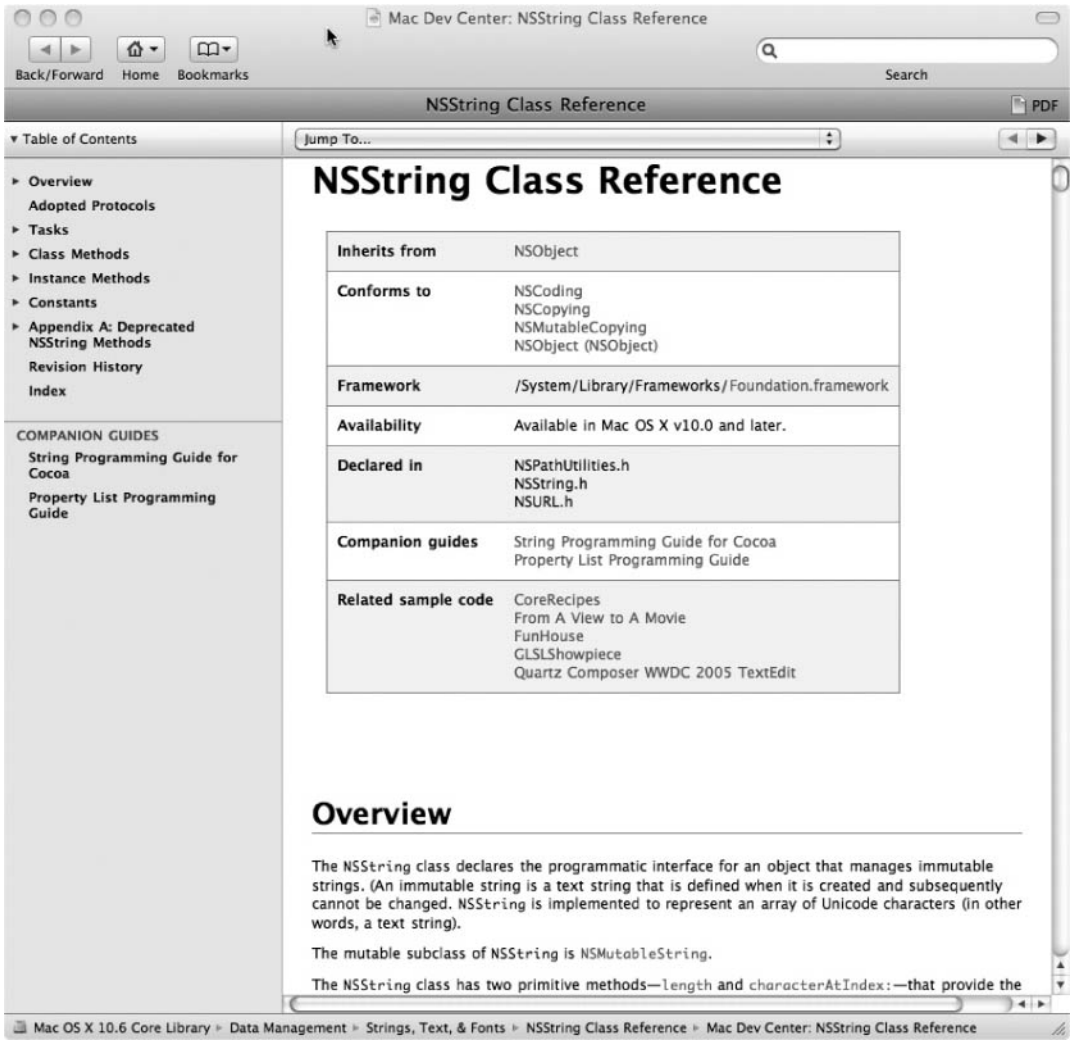 Mac Dev Center: NSString Class Reference
Back/Forward Home Bookmarks
Search
NSString Class Reference
PDF
Table of Contents
Jump To...
Overview
Adopted Protocols
Tasks
Class Methods
Instance Methods
Constants
Appendix A: Deprecated
NSString Methods
Revision History
Index
COMPANION GUIDES
String Programming Guide for
Cocoa
Property List Programming
Guide
NSString Class Reference
Inherits from NSObject
Conforms to NSCoding
NSCopying
NSMutableCopying
NSObject (NSObject)
Framework /System/Library/Frameworks/Foundation.framework
Availability Available in Mac OS X v10.0 and later.
Declared in NSPathUtilities.h
NSString.h
NSURL.h
Companion guides String Programming Guide for Cocoa
Property List Programming Guide
Related sample code CoreRecipes
From A View to A Movie
FunHouse
GLSLShowpiece
Quartz Composer WWDC 2005 TextEdit
Overview
The NSString class declares the programmatic interface for an object that manages immutable
strings. (An immutable string is a text string that is defined when it is created and subsequently
cannot be changed. NSString is implemented to represent an array of Unicode characters (in other
words, a text string).
The mutable subclass of NSString is NSMutableString.
The NSString class has two primitive methods—length and characterAtIndex:—that provide the
Mac OS X 10.6 Core Library ▸ Data Management ▸ Strings, Text, & Fonts ▸ NSString Class Reference ▸ Mac Dev Center: NSString Class Reference